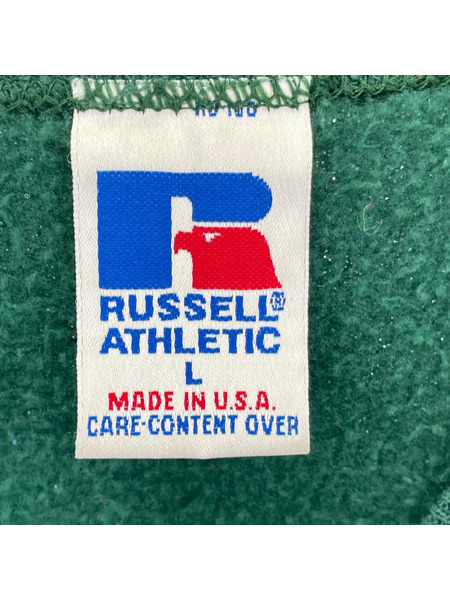 RUSSELL®
ATHLETIC
L
MADE IN U.S.A.
CARE-CONTENT OVER